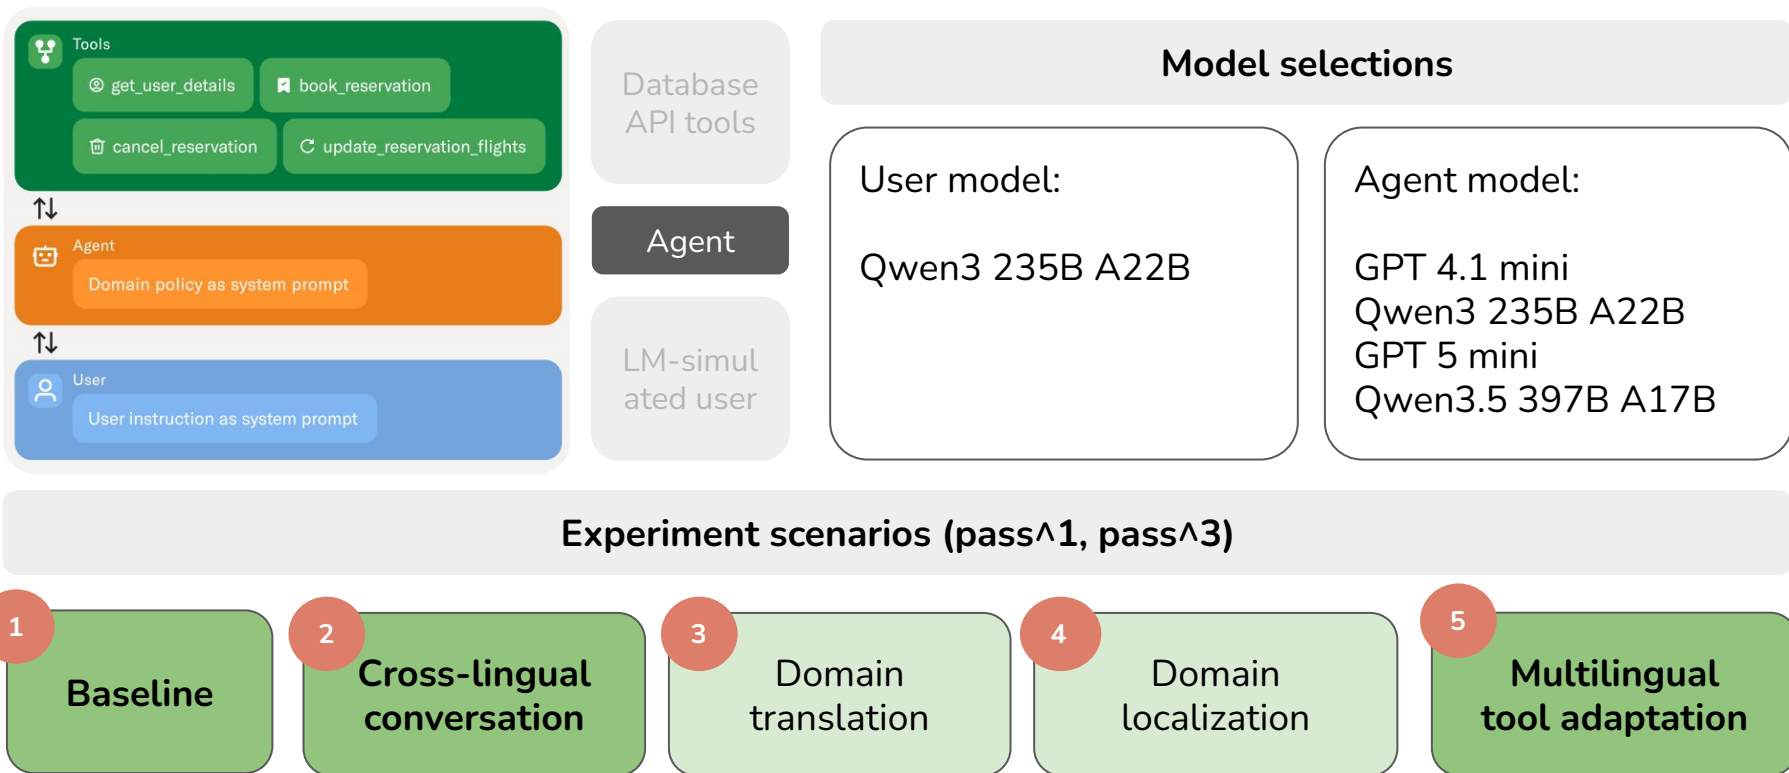 Tools
get_user_details
book_reservation
cancel_reservation
update_reservation_flights
Agent
Domain policy as system prompt
User
User instruction as system prompt
Database
API tools
Agent
LM-simul
ated user
Model selections
User model:
Qwen3 235B A22B
Agent model:
GPT 4.1 mini
Qwen3 235B A22B
GPT 5 mini
Qwen3.5 397B A17B
Experiment scenarios (pass^1, pass^3)
1
Baseline
2
Cross-lingual
conversation
3
Domain
translation
4
Domain
localization
5
Multilingual
tool adaptation